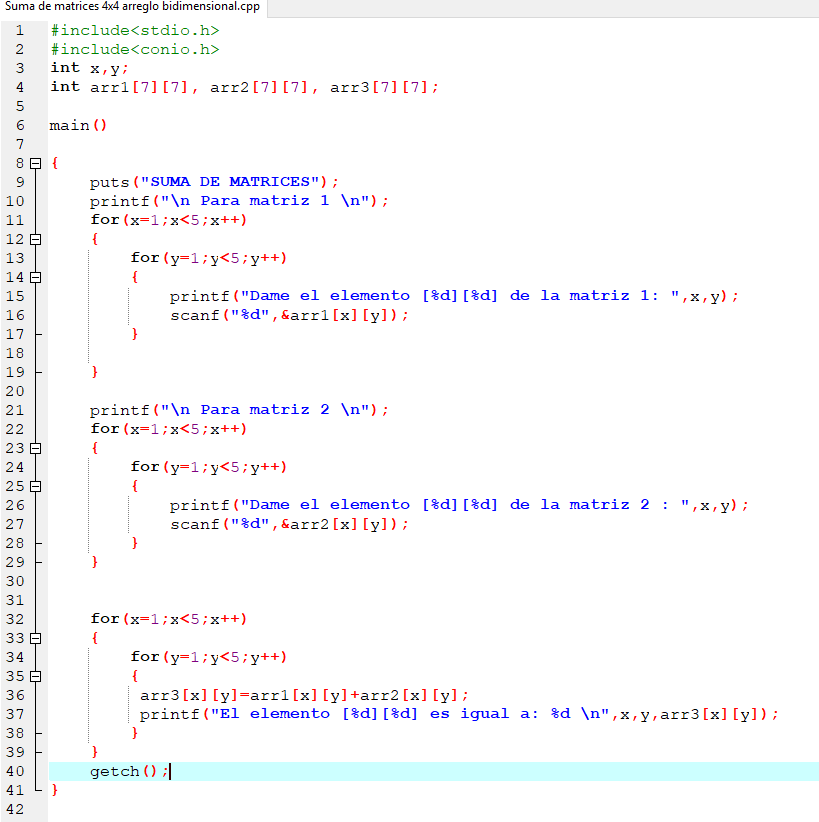 Suma de matrices 4x4 arreglo bidimensional.cpp
1 #include<stdio.h>
2 #include<conio.h>
3 int x,y;
4 int arr1[7][7], arr2[7][7], arr3[7][7];
5
6 main()
7
8 {
9 puts("SUMA DE MATRICES");
10 printf("\n Para matriz 1 \n");
11 for(x=1;x<5;x++)
12 {
13 for(y=1;y<5;y++)
14 {
15 printf("Dame el elemento [%d][%d] de la matriz 1: ",x,y);
16 scanf("%d",&arr1[x][y]);
17 }
18
19 }
20
21 printf("\n Para matriz 2 \n");
22 for(x=1;x<5;x++)
23 {
24 for(y=1;y<5;y++)
25 {
26 printf("Dame el elemento [%d][%d] de la matriz 2 : ",x,y);
27 scanf("%d",&arr2[x][y]);
28 }
29 }
30
31
32 for(x=1;x<5;x++)
33 {
34 for(y=1;y<5;y++)
35 {
36 arr3[x][y]=arr1[x][y]+arr2[x][y];
37 printf("El elemento [%d][%d] es igual a: %d \n",x,y,arr3[x][y]);
38 }
39 }
40 getch();
41 }
42